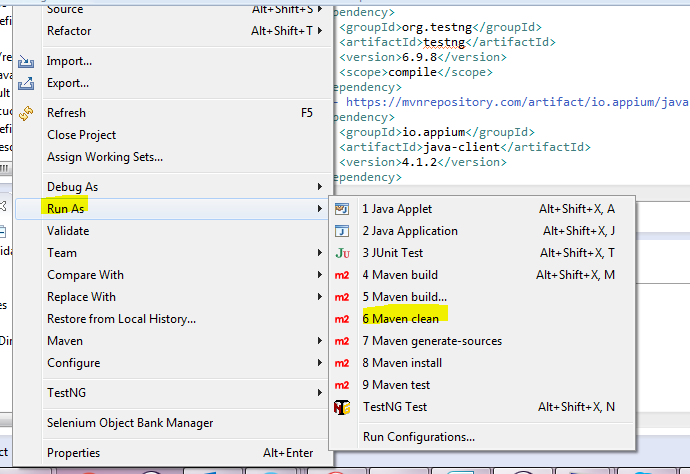 Source Alt+Shift+S
Refactor Alt+Shift+T
Import...
Export...
Refresh F5
Close Project
Assign Working Sets...
Debug As
Run As
Validate
Team
Compare With
Replace With
Restore from Local History...
Maven
Configure
TestNG
Selenium Object Bank Manager
Properties Alt+Enter
1 Java Applet Alt+Shift+X, A
2 Java Application Alt+Shift+X, J
3 JUnit Test Alt+Shift+X, T
4 Maven build Alt+Shift+X, M
5 Maven build...
6 Maven clean
7 Maven generate-sources
8 Maven install
9 Maven test
TestNG Test Alt+Shift+X, N
Run Configurations...
pendency>
<groupId>org.testng</groupId>
<artifactId>testng</artifactId>
<version>6.9.8</version>
<scope>compile</scope>
ependency>
- https://mvnrepository.com/artifact/io.appium/java
ependency>
<groupId>io.appium</groupId>
<artifactId>java-client</artifactId>
<version>4.1.2</version>
ependency>